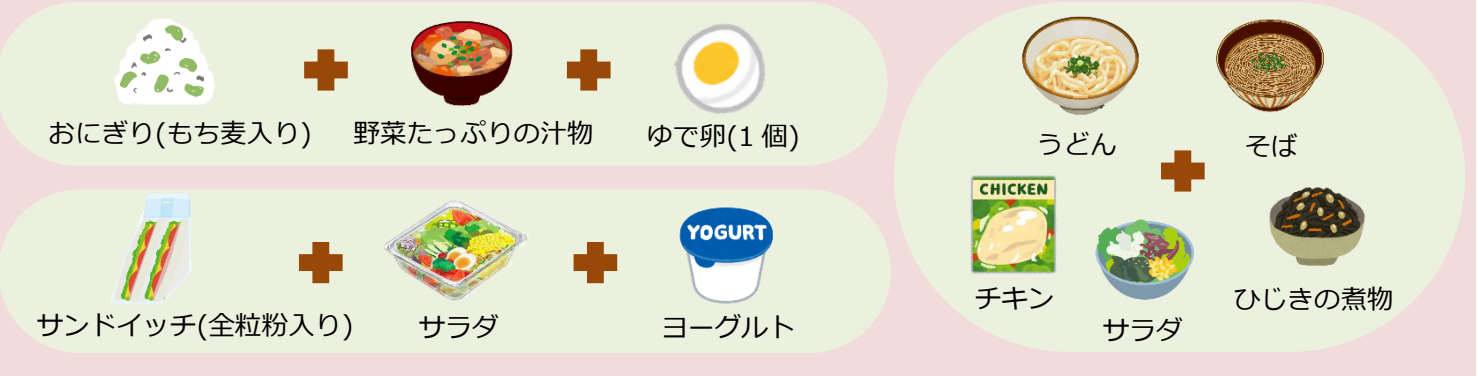 おにぎり(もち麦入り)
野菜たっぷりの汁物
ゆで卵(1個)
サンドイッチ(全粒粉入り)
サラダ
YOGURT
ヨーグルト
うどん
そば
CHICKEN
チキン
サラダ
ひじきの煮物